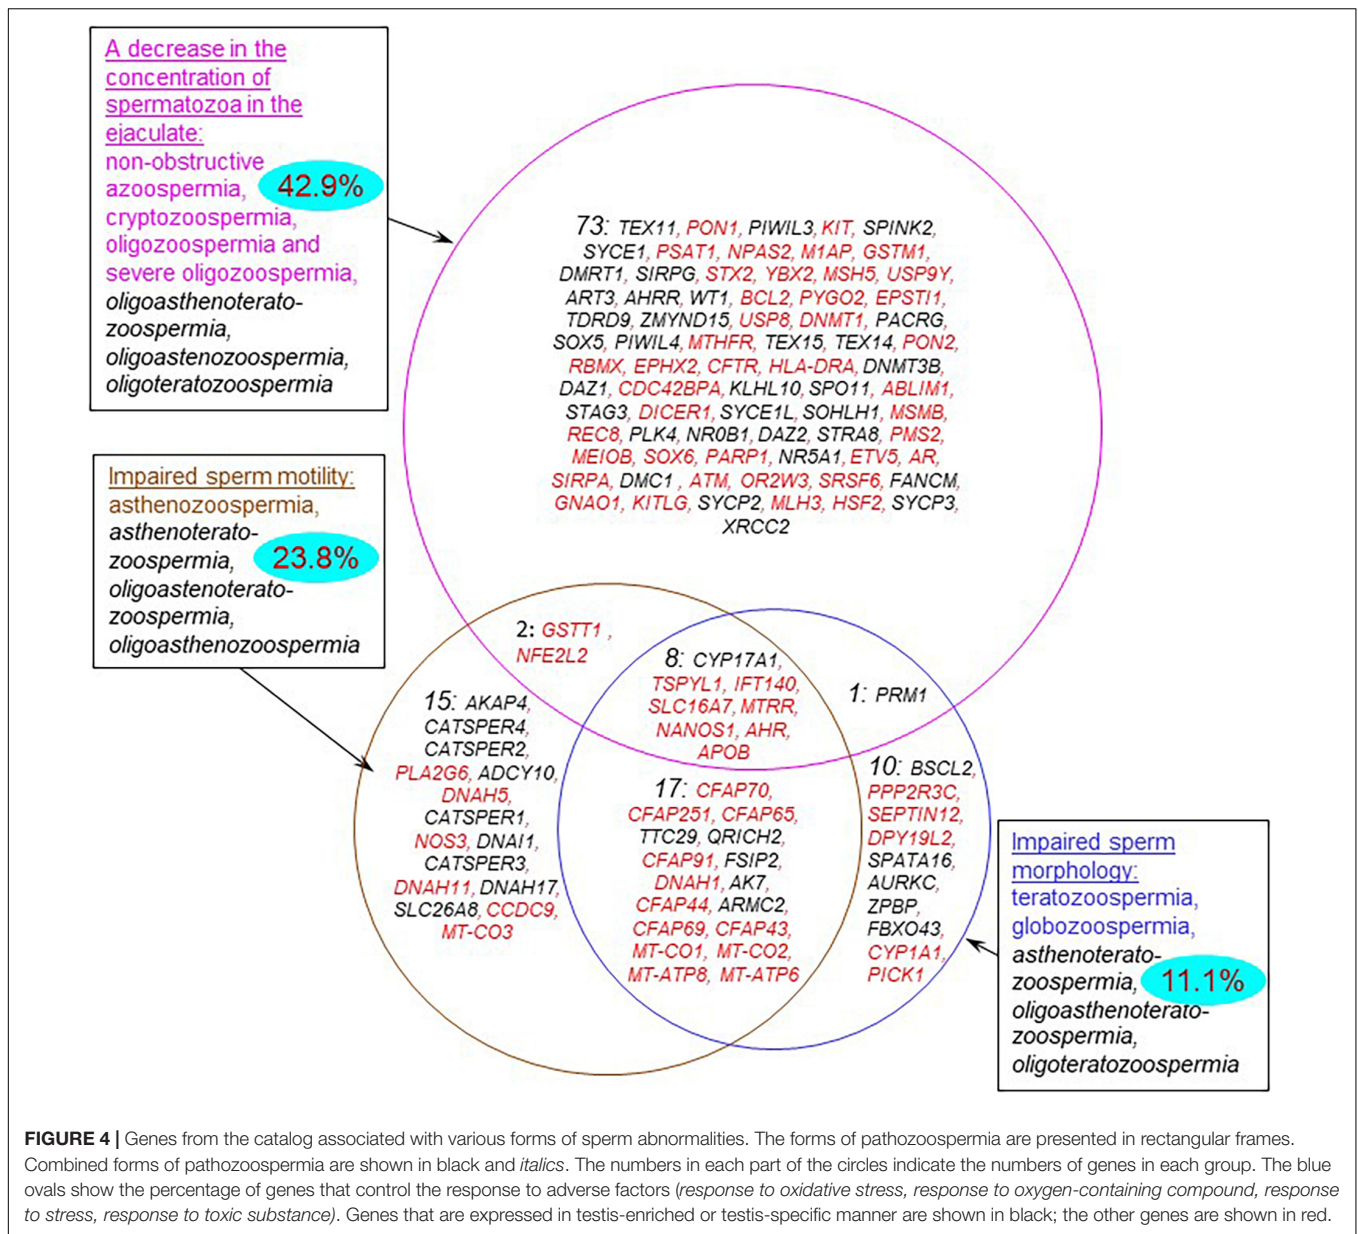 A decrease in the
concentration of
spermatozoa in the
ejaculate:
non-obstructive
azoospermia, 42.9%
cryptozoospermia,
oligozoospermia and
severe oligozoospermia,
oligoasthenoterato-
zoospermia,
oligoastenozoospermia,
oligoteratozoospermia
73: TEX11, PON1, PIWIL3, KIT, SPINK2,
SYCE1, PSAT1, NPAS2, M1AP, GSTM1,
DMRT1, SIRPG, STX2, YBX2, MSH5, USP9Y,
ART3, AHRR, WT1, BCL2, PYGO2, EPSTI1,
TDRD9, ZMYND15, USP8, DNMT1, PACRG,
SOX5, PIWIL4, MTHFR, TEX15, TEX14, PON2,
RBMX, EPHX2, CFTR, HLA-DRA, DNMT3B,
DAZ1, CDC42BPA, KLHL10, SPO11, ABLIM1,
STAG3, DICER1, SYCE1L, SOHLH1, MSMB,
REC8, PLK4, NR0B1, DAZ2, STRA8, PMS2,
MEIOB, SOX6, PARP1, NR5A1, ETV5, AR,
SIRPA, DMC1 , ATM, OR2W3, SRSF6, FANCM,
GNAO1, KITLG, SYCP2, MLH3, HSF2, SYCP3,
XRCC2
Impaired sperm motility:
asthenozoospermia,
asthenoterato-
zoospermia, 23.8%
oligoastenoterato-
zoospermia,
oligoasthenozoospermia
2: GSTT1 ,
NFE2L2
8: CYP17A1,
TSPYL1, IFT140,
SLC16A7, MTRR,
NANOS1, AHR,
APOB
1: PRM1
15: AKAP4,
CATSPER4,
CATSPER2,
PLA2G6, ADCY10,
DNAH5,
CATSPER1,
NOS3, DNAI1,
CATSPER3,
DNAH11, DNAH17,
SLC26A8, CCDC9,
MT-CO3
17: CFAP70,
CFAP251, CFAP65,
TTC29, QRICH2,
CFAP91, FSIP2,
DNAH1, AK7,
CFAP44, ARMC2,
CFAP69, CFAP43,
MT-CO1, MT-CO2,
MT-ATP8, MT-ATP6
10: BSCL2,
PPP2R3C,
SEPTIN12,
DPY19L2,
SPATA16,
AURKC,
ZPBP,
FBXO43,
CYP1A1,
PICK1
Impaired sperm
morphology:
teratozoospermia,
globozoospermia,
asthenoterato-
zoospermia, 11.1%
oligoasthenoterato-
zoospermia,
oligoteratozoospermia
FIGURE 4 | Genes from the catalog associated with various forms of sperm abnormalities. The forms of pathozoospermia are presented in rectangular frames.
Combined forms of pathozoospermia are shown in black and italics. The numbers in each part of the circles indicate the numbers of genes in each group. The blue
ovals show the percentage of genes that control the response to adverse factors (response to oxidative stress, response to oxygen-containing compound, response
to stress, response to toxic substance). Genes that are expressed in testis-enriched or testis-specific manner are shown in black; the other genes are shown in red.